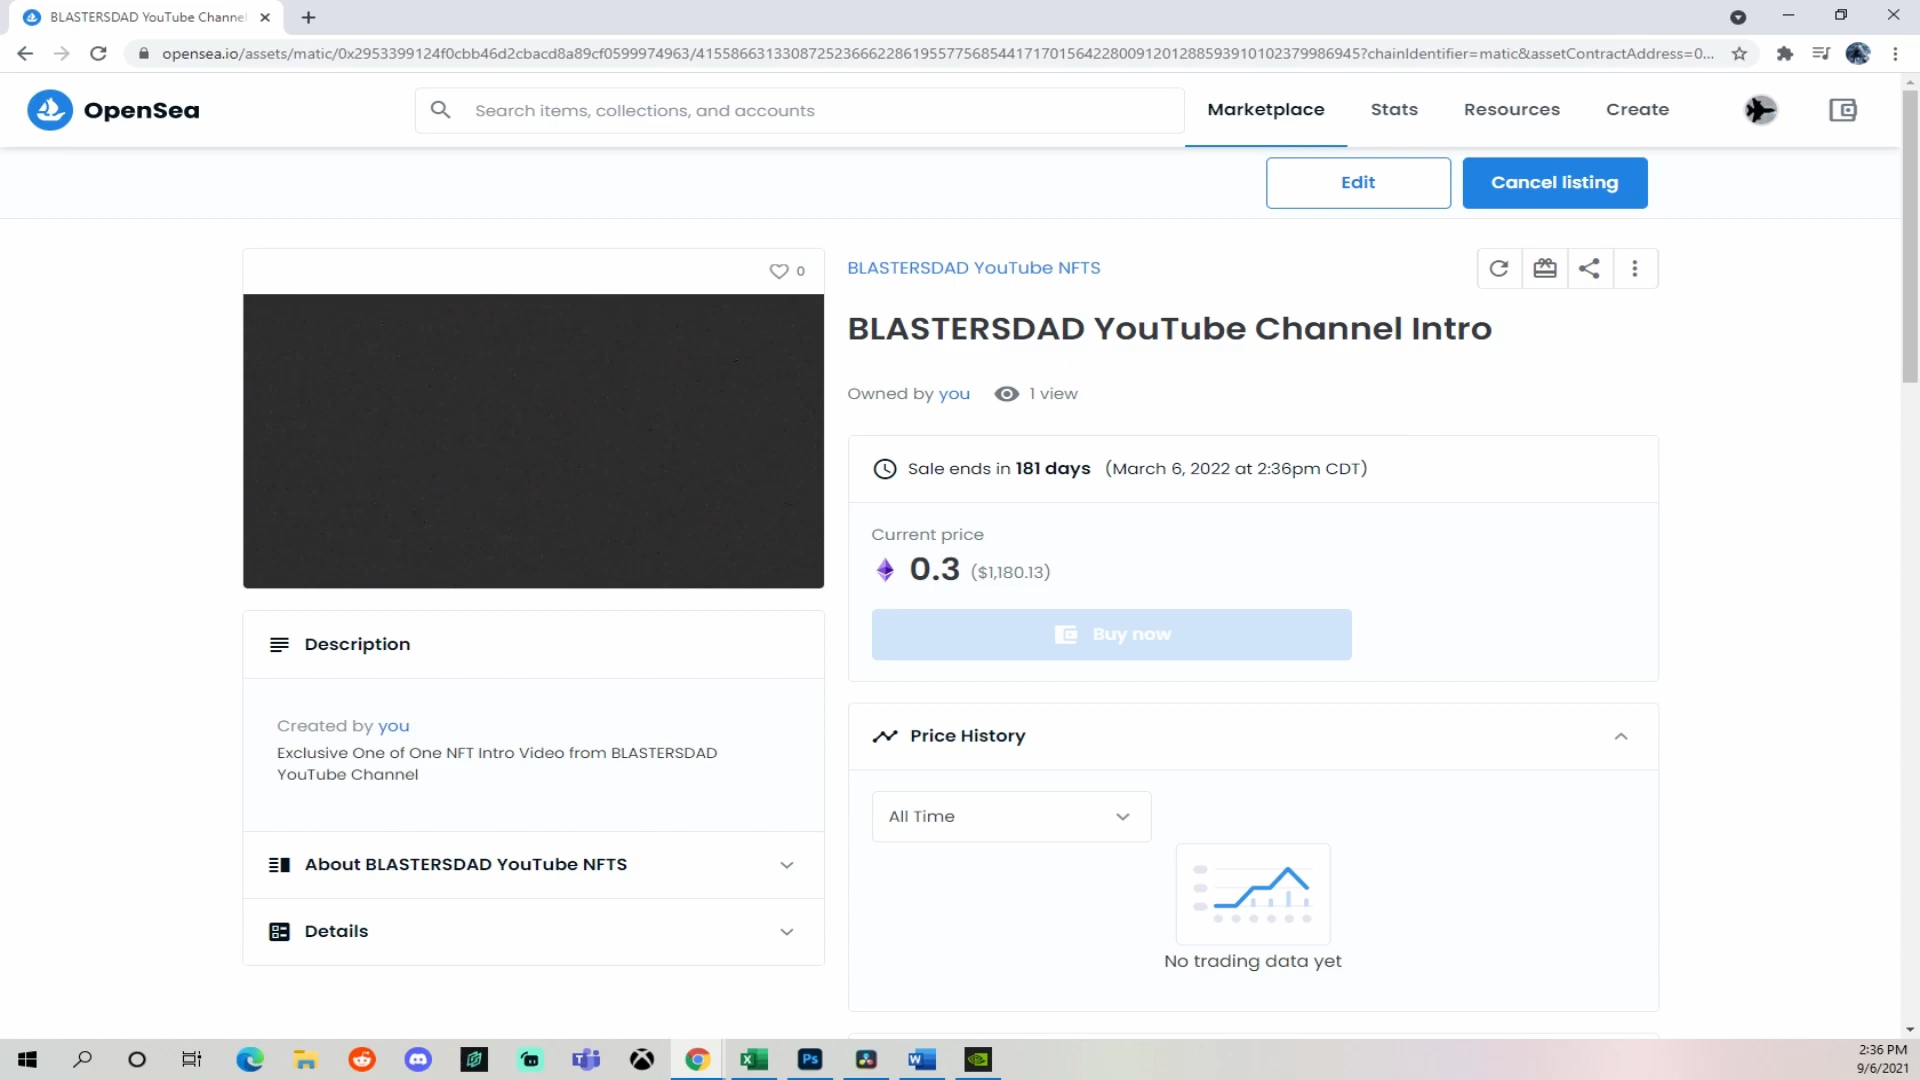 BLASTERSDAD YouTube Channel
opensea.io/assets/matic/0x2953399124f0cbb46d2cbacd8a89cf0599974963/41558663133087252366622861955775685441717015642280091201288593910102379986945?chainIdentifier=matic&assetContractAddress=0...
OpenSea
Search items, collections, and accounts
Marketplace
Stats
Resources
Create
Edit
Cancel listing
0
BLASTERSDAD YouTube NFTS
BLASTERSDAD YouTube Channel Intro
Owned by you
1 view
Sale ends in 181 days (March 6, 2022 at 2:36pm CDT)
Current price
0.3 ($1,180.13)
Buy now
Description
Created by you
Exclusive One of One NFT Intro Video from BLASTERSDAD
YouTube Channel
About BLASTERSDAD YouTube NFTS
Details
Price History
All Time
No trading data yet
Ps
2:36 PM
9/6/2021